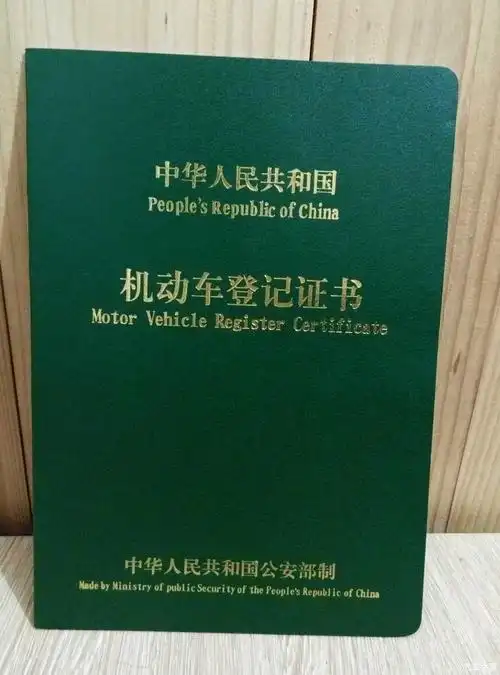 中华人民共和国
People's Republic of China
机动车登记证书
Motor Vehicle Register Certificate
中华人民共和国公安部制
Made by Ministry of public Security of the People's Republic of China